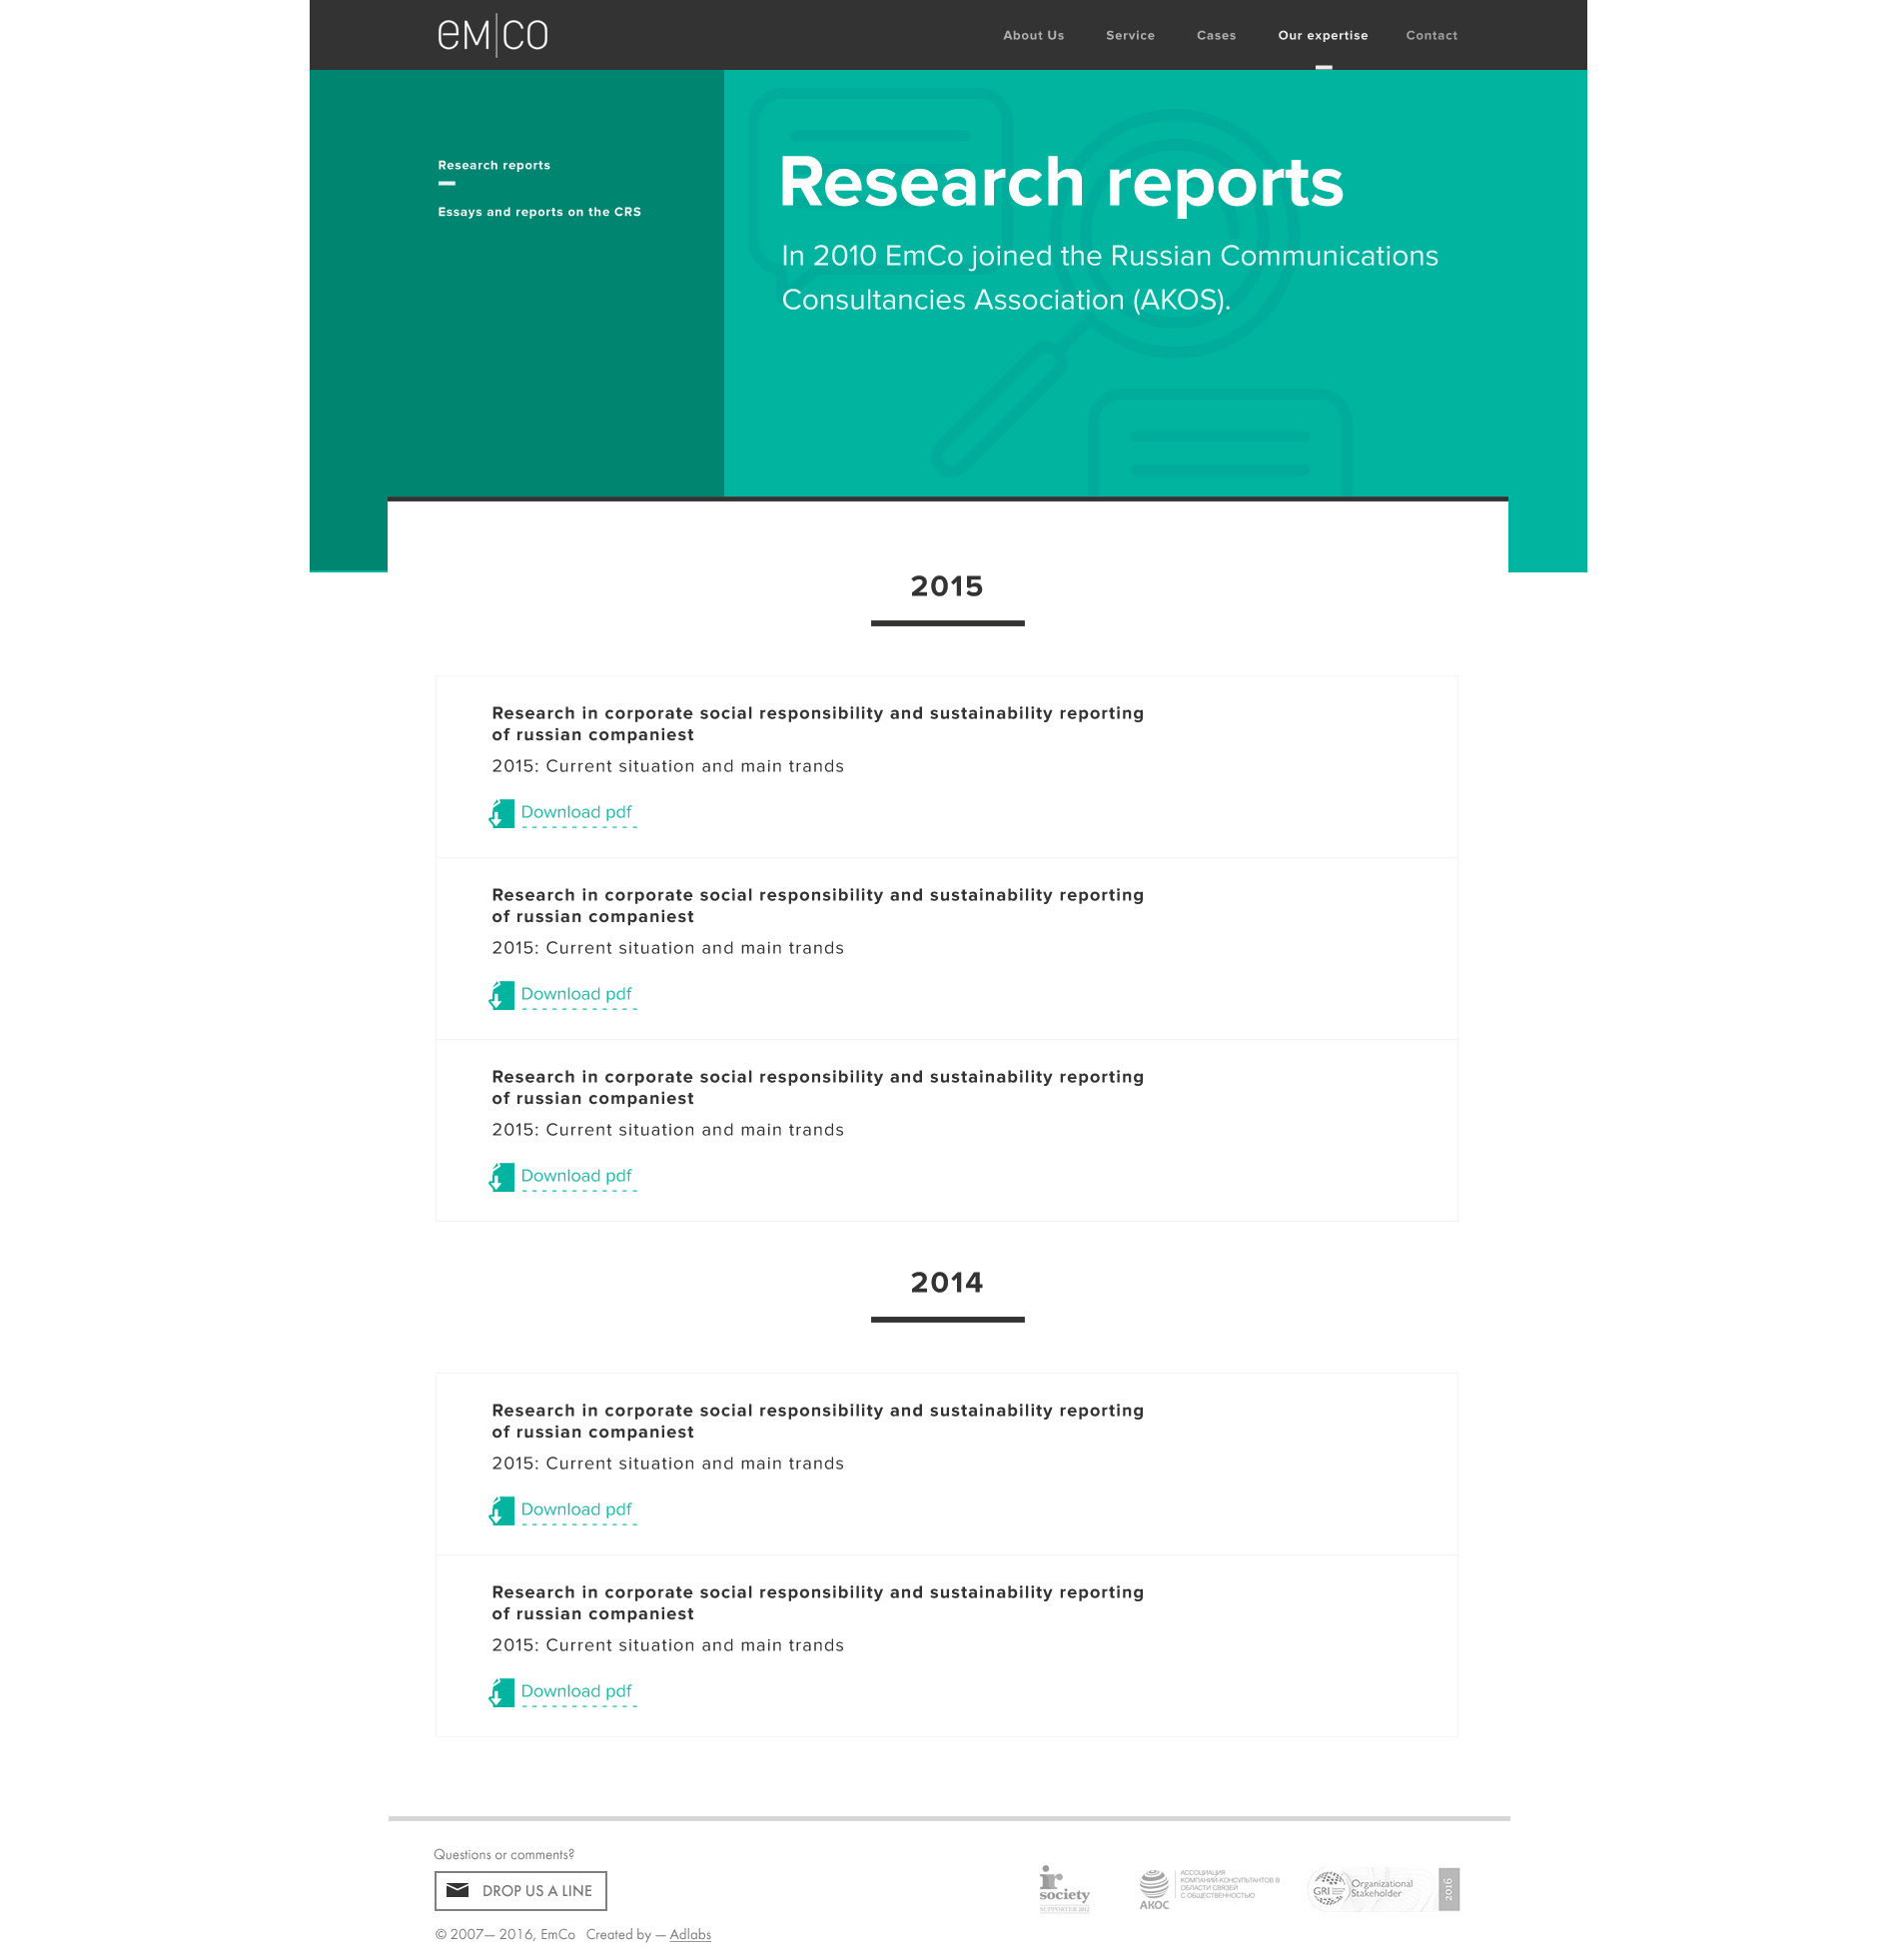 eM|CO
About Us Service Cases Our expertise Contact
Research reports
Essays and reports on the CRS
Research reports
In 2010 EmCo joined the Russian Communications
Consultancies Association (AKOS).
2015
Research in corporate social responsibility and sustainability reporting
of russian companiest
2015: Current situation and main trands
Download pdf
Research in corporate social responsibility and sustainability reporting
of russian companiest
2015: Current situation and main trands
Download pdf
Research in corporate social responsibility and sustainability reporting
of russian companiest
2015: Current situation and main trands
Download pdf
2014
Research in corporate social responsibility and sustainability reporting
of russian companiest
2015: Current situation and main trands
Download pdf
Research in corporate social responsibility and sustainability reporting
of russian companiest
2015: Current situation and main trands
Download pdf
Questions or comments?
DROP US A LINE
© 2007— 2016, EmCo Created by — Adlabs
ir
society
SUPPORTER 2012
АКОС
АССОЦИАЦИЯ
КОМПАНИЙ-КОНСУЛЬТАНТОВ В
ОБЛАСТИ СВЯЗЕЙ
С ОБЩЕСТВЕННОСТЬЮ
GRI
Organizational
Stakeholder
2016